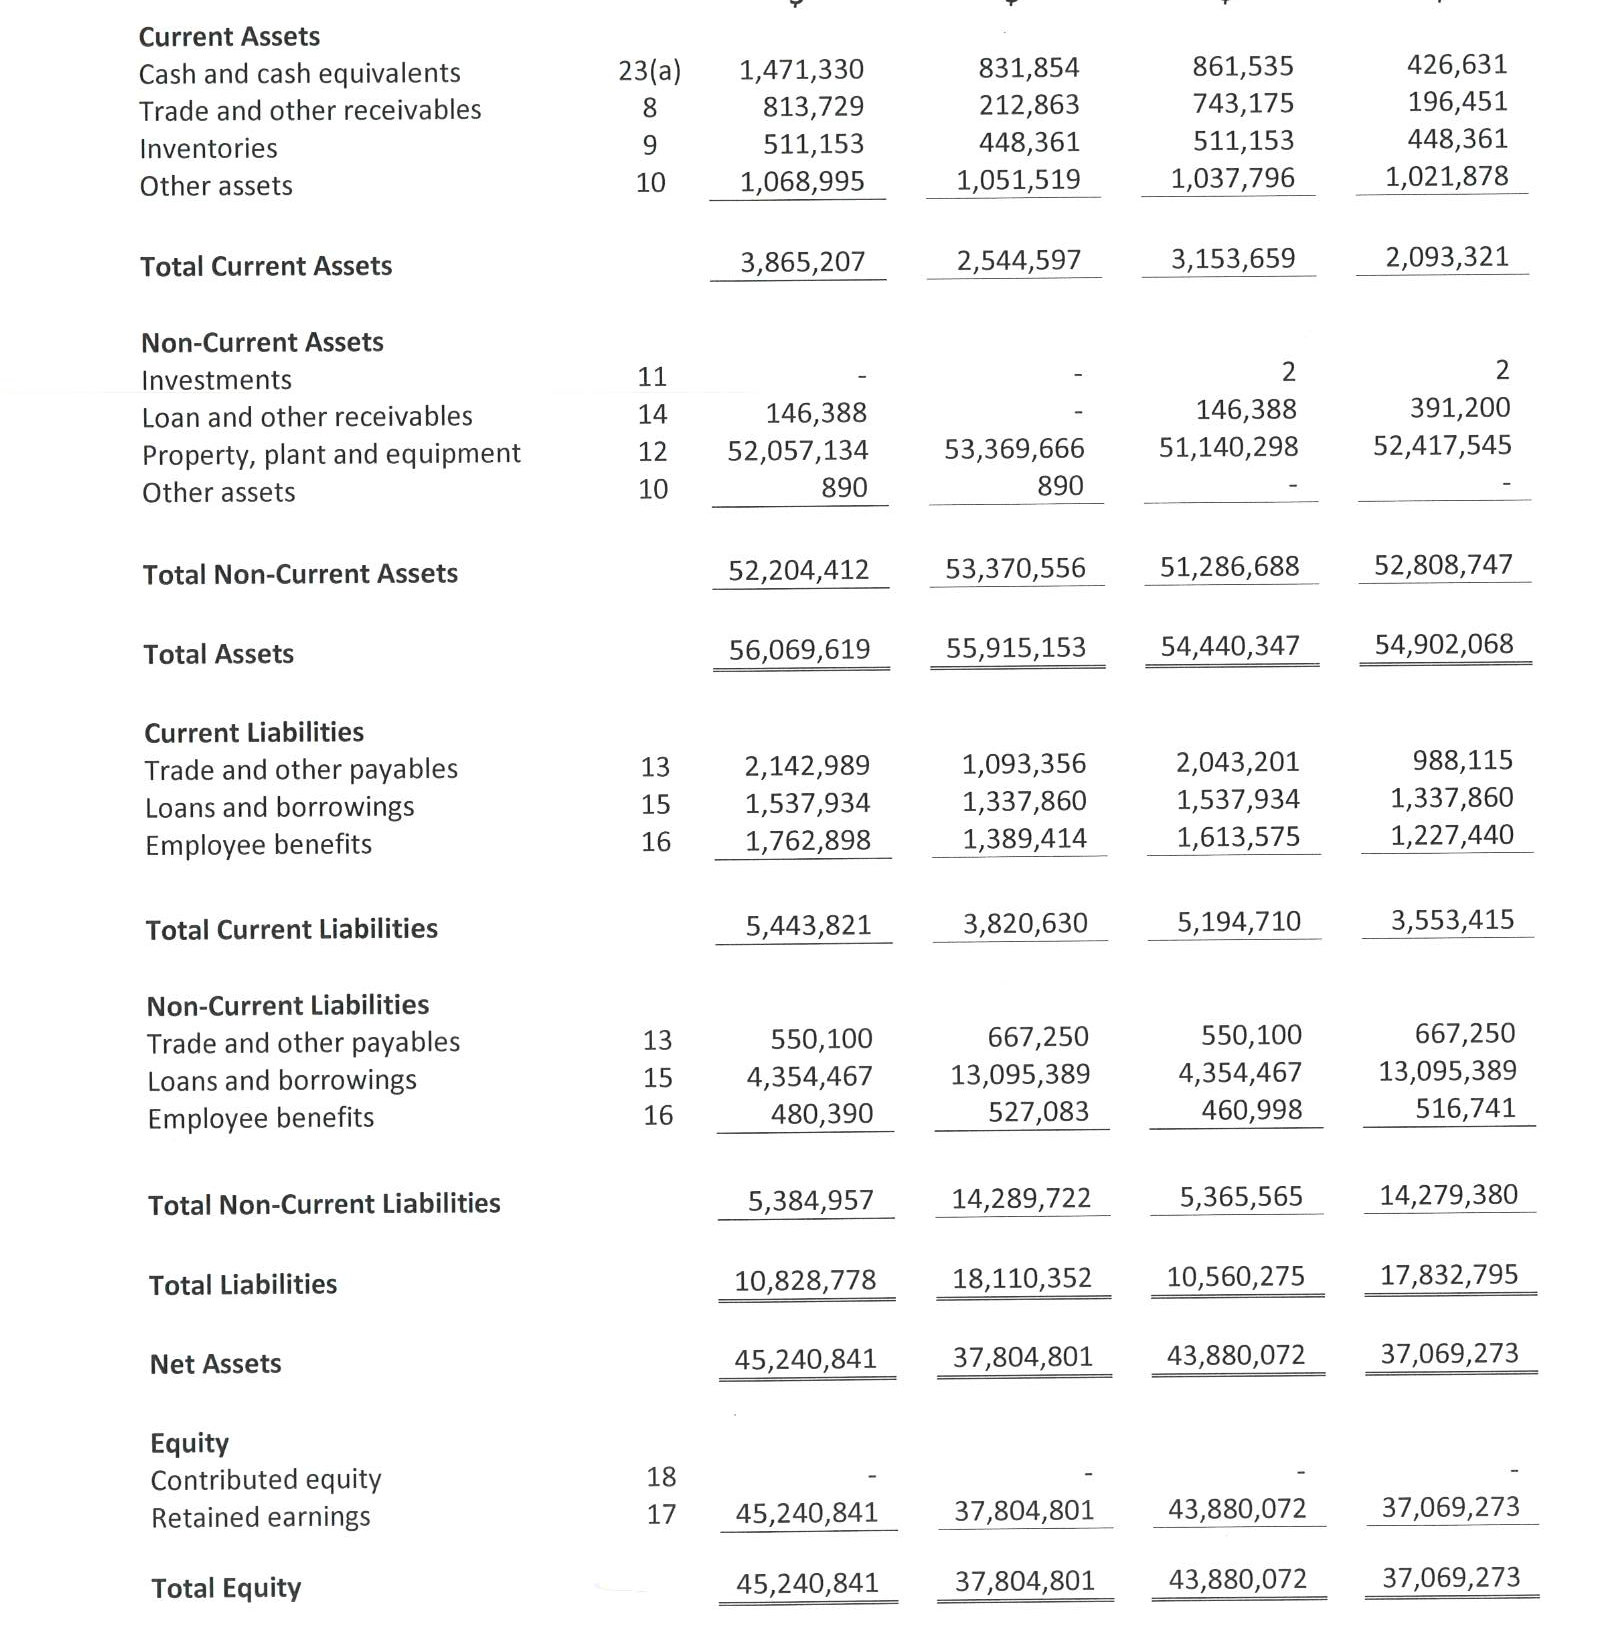 Current Assets
Cash and cash equivalents 23(a) 1,471,330 831,854 861,535 426,631
Trade and other receivables 8 813,729 212,863 743,175 196,451
Inventories 9 511,153 448,361 511,153 448,361
Other assets 10 1,068,995 1,051,519 1,037,796 1,021,878
Total Current Assets 3,865,207 2,544,597 3,153,659 2,093,321
Non-Current Assets
Investments 11 - - 2 2
Loan and other receivables 14 146,388 - 146,388 391,200
Property, plant and equipment 12 52,057,134 53,369,666 51,140,298 52,417,545
Other assets 10 890 890 - -
Total Non-Current Assets 52,204,412 53,370,556 51,286,688 52,808,747
Total Assets 56,069,619 55,915,153 54,440,347 54,902,068
Current Liabilities
Trade and other payables 13 2,142,989 1,093,356 2,043,201 988,115
Loans and borrowings 15 1,537,934 1,337,860 1,537,934 1,337,860
Employee benefits 16 1,762,898 1,389,414 1,613,575 1,227,440
Total Current Liabilities 5,443,821 3,820,630 5,194,710 3,553,415
Non-Current Liabilities
Trade and other payables 13 550,100 667,250 550,100 667,250
Loans and borrowings 15 4,354,467 13,095,389 4,354,467 13,095,389
Employee benefits 16 480,390 527,083 460,998 516,741
Total Non-Current Liabilities 5,384,957 14,289,722 5,365,565 14,279,380
Total Liabilities 10,828,778 18,110,352 10,560,275 17,832,795
Net Assets 45,240,841 37,804,801 43,880,072 37,069,273
Equity
Contributed equity 18 - - - -
Retained earnings 17 45,240,841 37,804,801 43,880,072 37,069,273
Total Equity 45,240,841 37,804,801 43,880,072 37,069,273